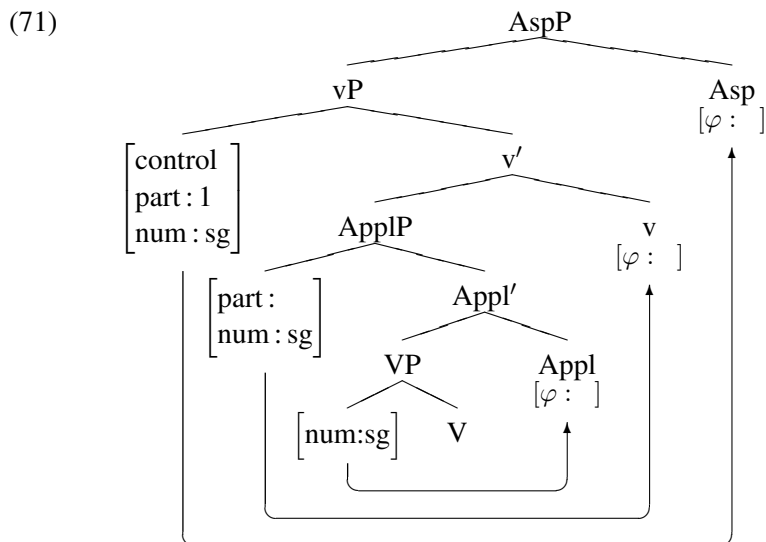 (71)
AspP
vP
Asp
[φ :   ]
control
part : 1
num : sg
v′
ApplP
v
[φ :   ]
part :
num : sg
Appl′
VP
Appl
[φ :   ]
[num:sg]
V